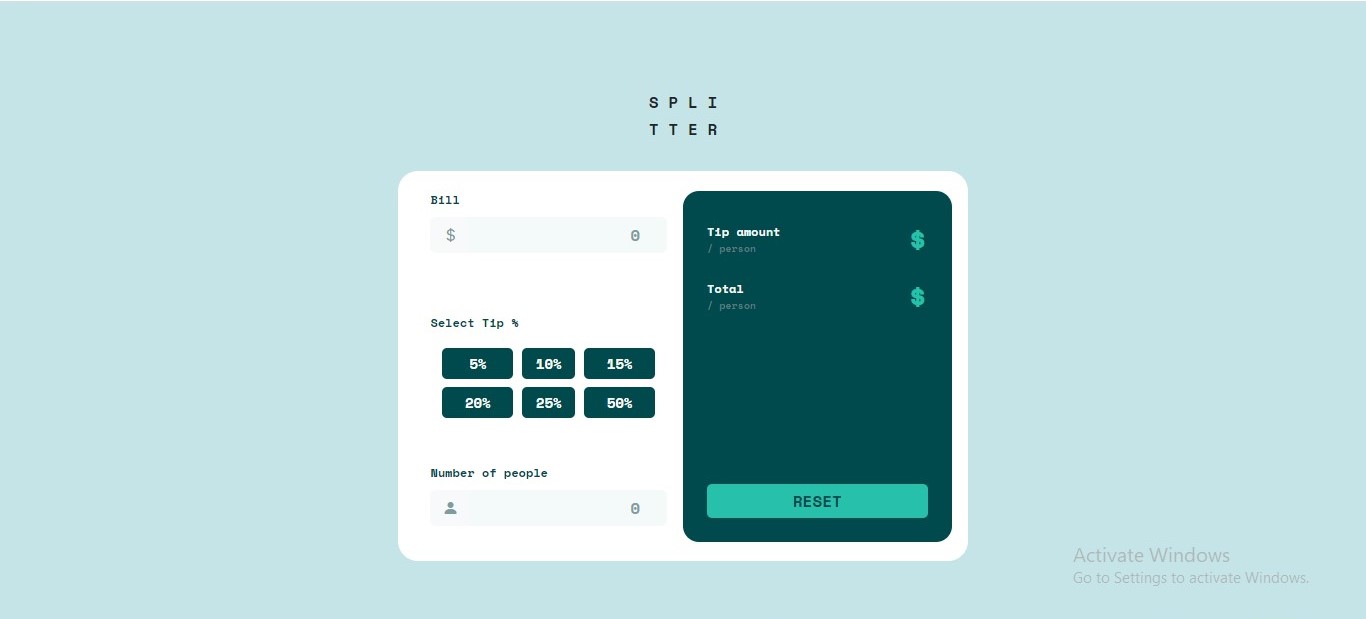 S P L I
T T E R
Bill
$ 0
Select Tip %
5% 10% 15%
20% 25% 50%
Number of people
0
Tip amount
/ person
$
Total
/ person
$
RESET
Activate Windows
Go to Settings to activate Windows.